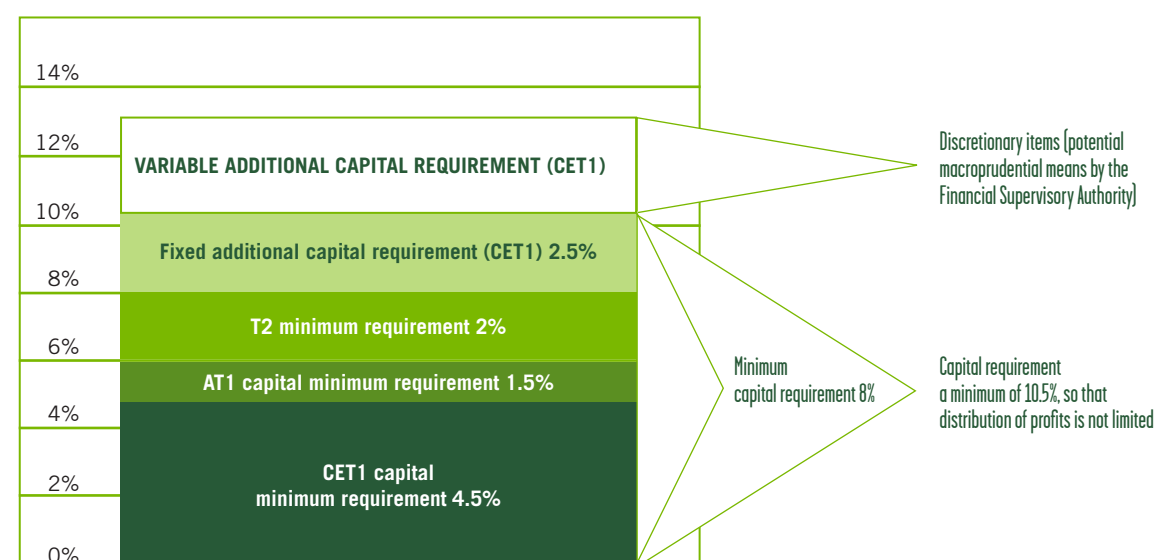 14%
12%
10%
8%
6%
4%
2%
0%
VARIABLE ADDITIONAL CAPITAL REQUIREMENT (CET1)
Fixed additional capital requirement (CET1) 2.5%
T2 minimum requirement 2%
AT1 capital minimum requirement 1.5%
CET1 capital
minimum requirement 4.5%
Minimum
capital requirement 8%
Discretionary items (potential
macroprudential means by the
Financial Supervisory Authority)
Capital requirement
a minimum of 10.5%, so that
distribution of profits is not limited